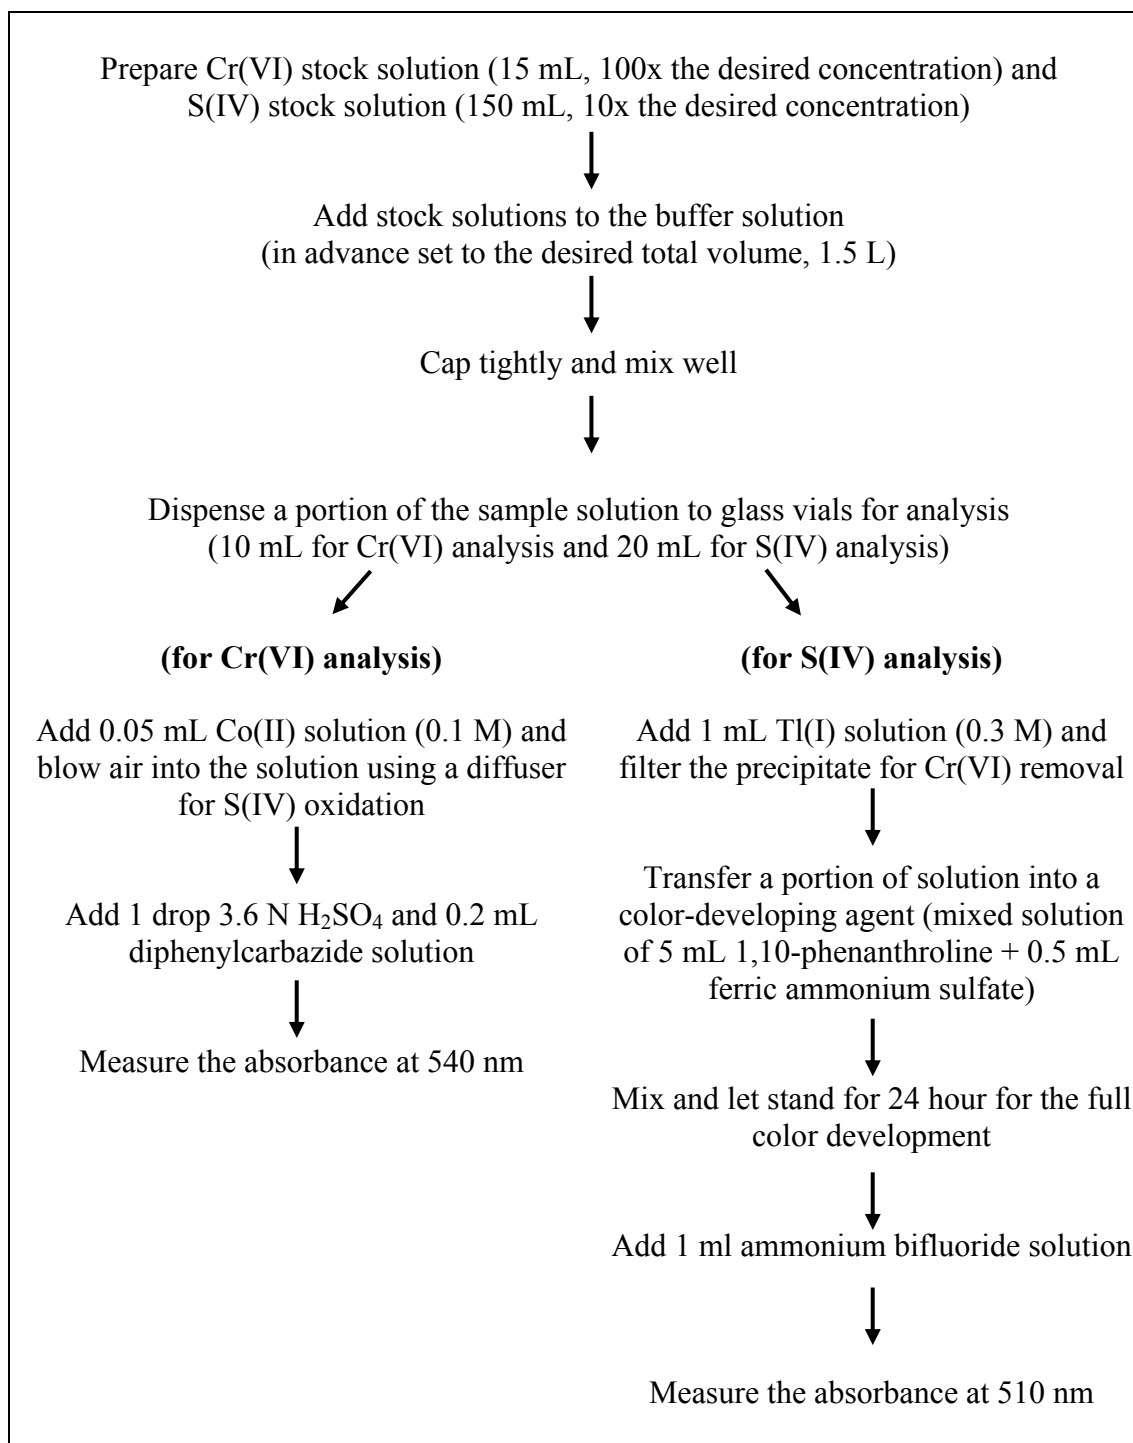 Prepare Cr(VI) stock solution (15 mL, 100x the desired concentration) and
S(IV) stock solution (150 mL, 10x the desired concentration)
Add stock solutions to the buffer solution
(in advance set to the desired total volume, 1.5 L)
Cap tightly and mix well
Dispense a portion of the sample solution to glass vials for analysis
(10 mL for Cr(VI) analysis and 20 mL for S(IV) analysis)
(for Cr(VI) analysis)
Add 0.05 mL Co(II) solution (0.1 M) and
blow air into the solution using a diffuser
for S(IV) oxidation
Add 1 drop 3.6 N H₂SO₄ and 0.2 mL
diphenylcarbazide solution
Measure the absorbance at 540 nm
(for S(IV) analysis)
Add 1 mL Tl(I) solution (0.3 M) and
filter the precipitate for Cr(VI) removal
Transfer a portion of solution into a
color-developing agent (mixed solution
of 5 mL 1,10-phenanthroline + 0.5 mL
ferric ammonium sulfate)
Mix and let stand for 24 hour for the full
color development
Add 1 ml ammonium bifluoride solution
Measure the absorbance at 510 nm